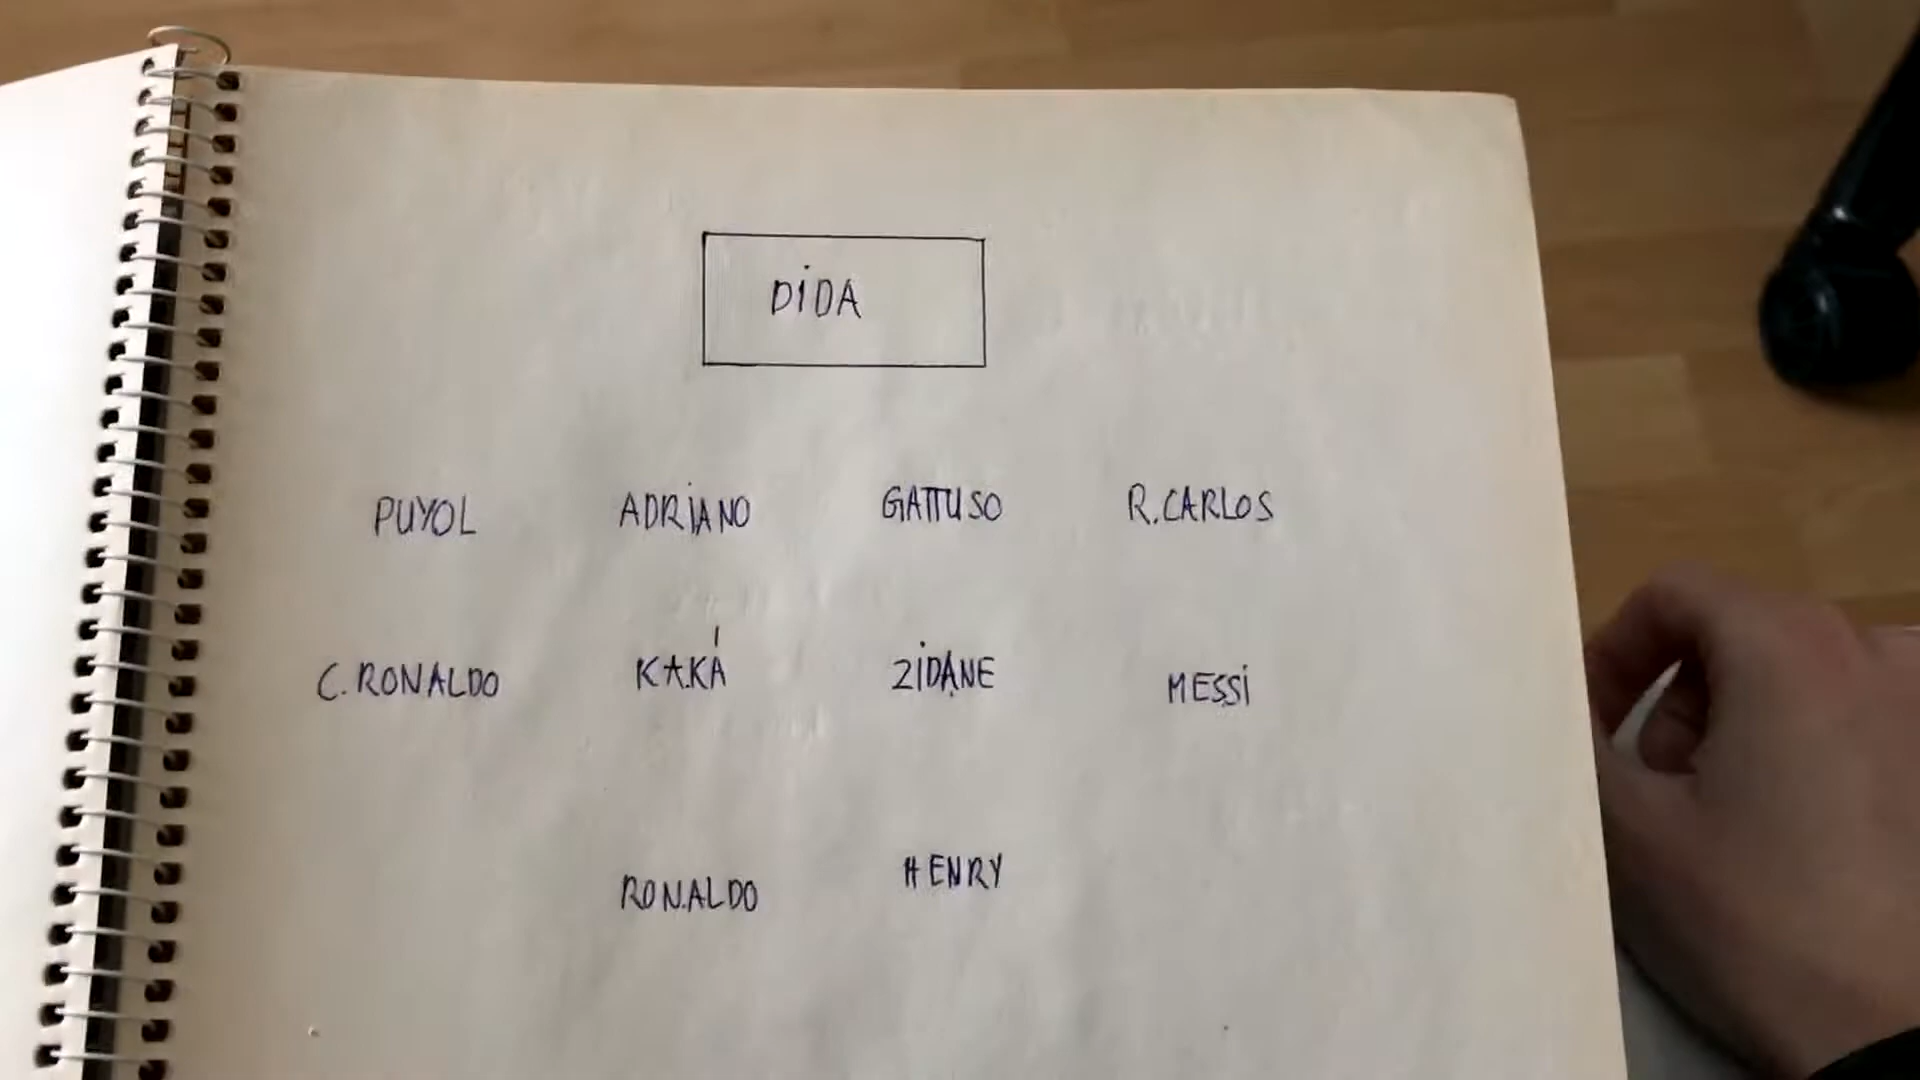 DİDA
PUYOL ADRİANO GATTUSO R.CARLOS
C.RONALDO KAKÁ ZİDANE MESSİ
RONALDO HENRY